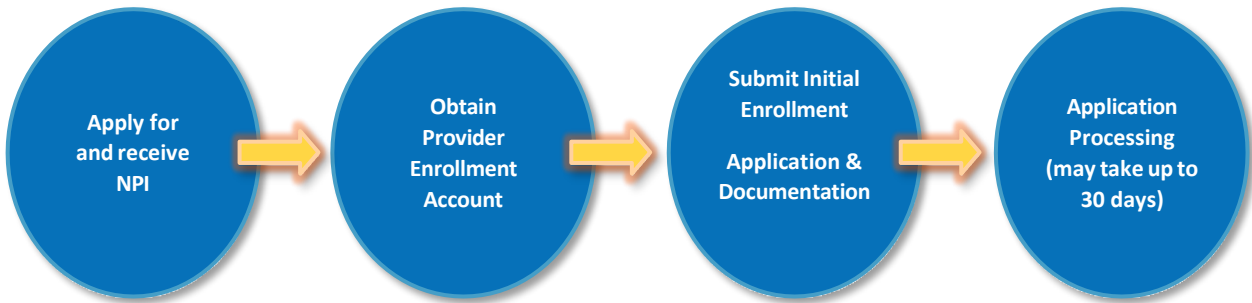 Apply for
and receive
NPI
Obtain
Provider
Enrollment
Account
Submit Initial
Enrollment
Application &
Documentation
Application
Processing
(may take up to
30 days)